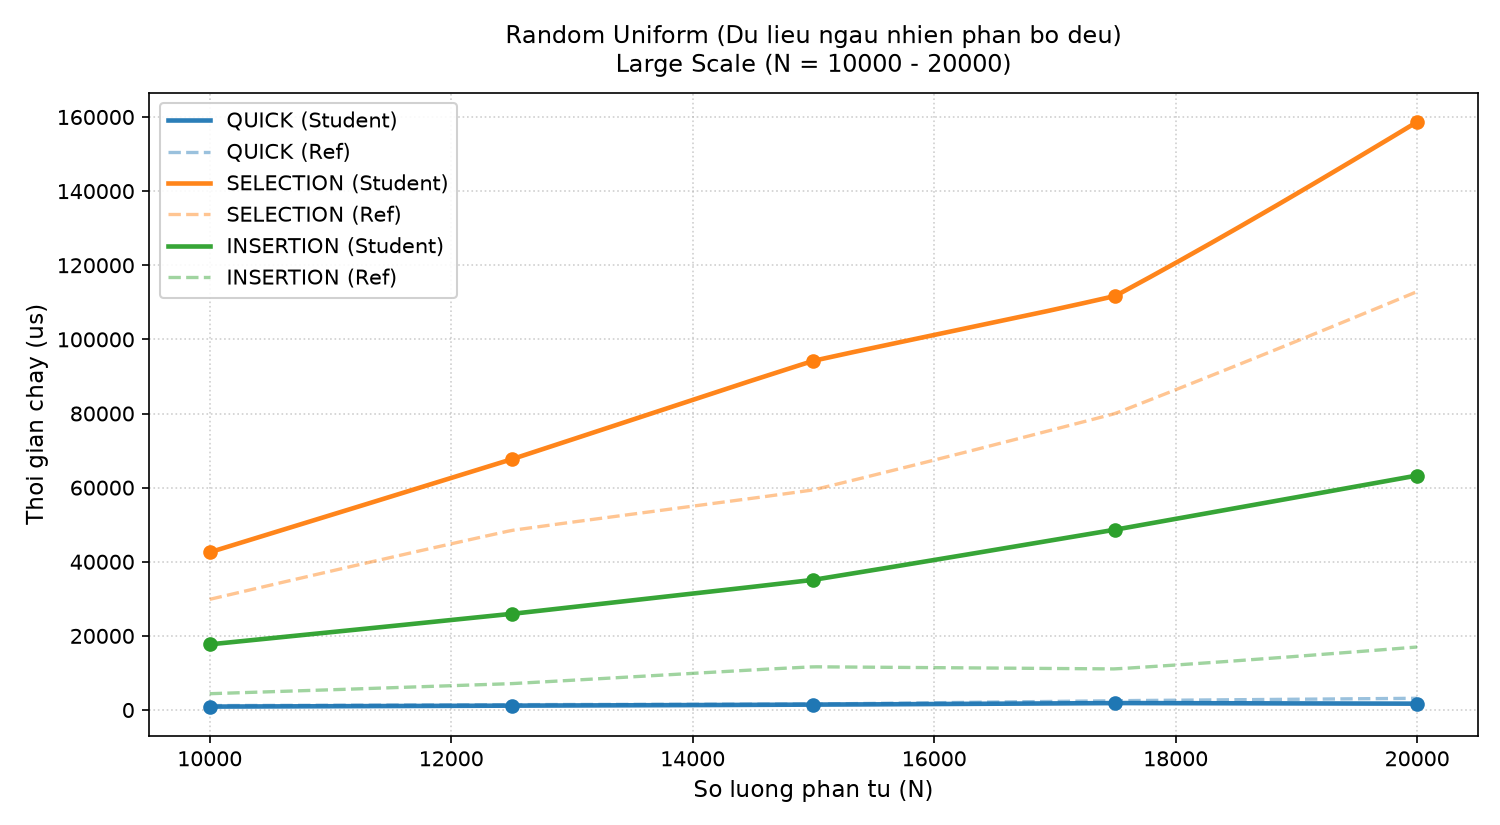 Random Uniform (Du lieu ngau nhien phan bo deu)
Large Scale (N = 10000 - 20000)
QUICK (Student)
QUICK (Ref)
SELECTION (Student)
SELECTION (Ref)
INSERTION (Student)
INSERTION (Ref)
Thoi gian chay (us)
160000
140000
120000
100000
80000
60000
40000
20000
0
10000 12000 14000 16000 18000 20000
So luong phan tu (N)